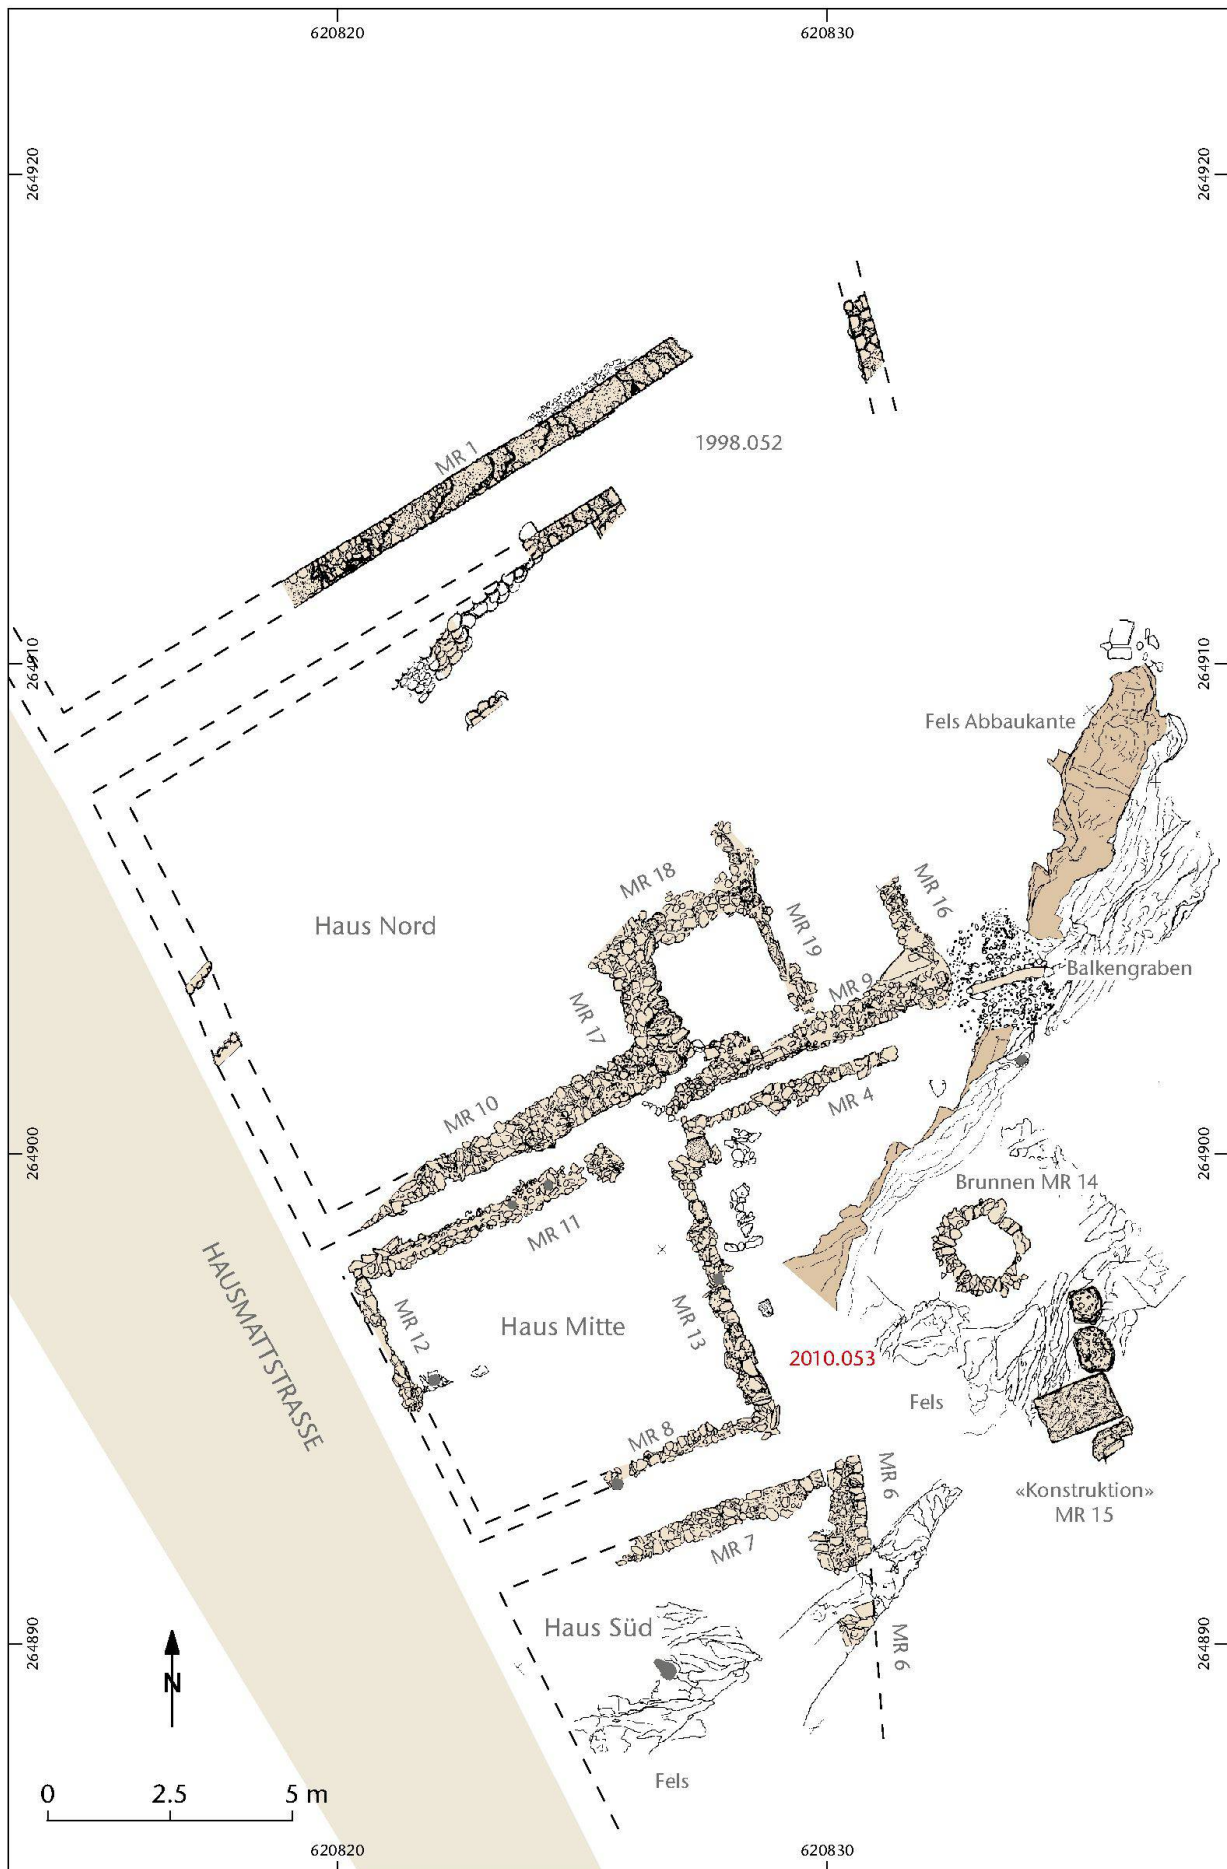 620820
620830
264920
264920
MR 1
1998.052
264910
264910
Fels Abbaukante
MR 18
MR 16
Haus Nord
MR 19
Balkengraben
MR 9
MR 17
MR 10
MR 4
264900
264900
Brunnen MR 14
MR 11
HAUSMATTSTRASSE
MR 12
Haus Mitte
MR 13
2010.053
Fels
MR 8
MR 6
«Konstruktion»
MR 15
MR 7
Haus Süd
MR 6
264890
264890
N
Fels
0 2.5 5 m
620820
620830